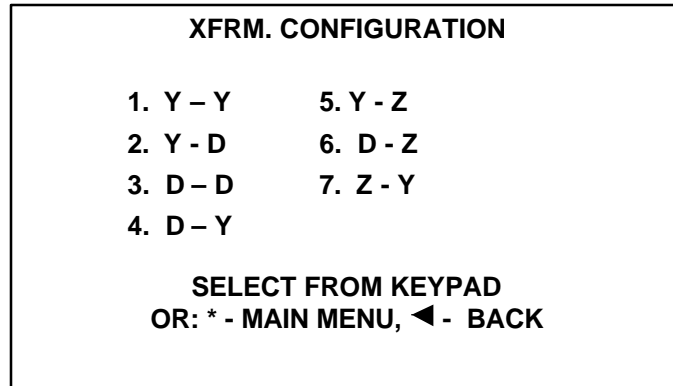 XFRM. CONFIGURATION
1. Y – Y 5. Y - Z
2. Y - D 6. D - Z
3. D – D 7. Z - Y
4. D – Y
SELECT FROM KEYPAD
OR: * - MAIN MENU, ◄ - BACK